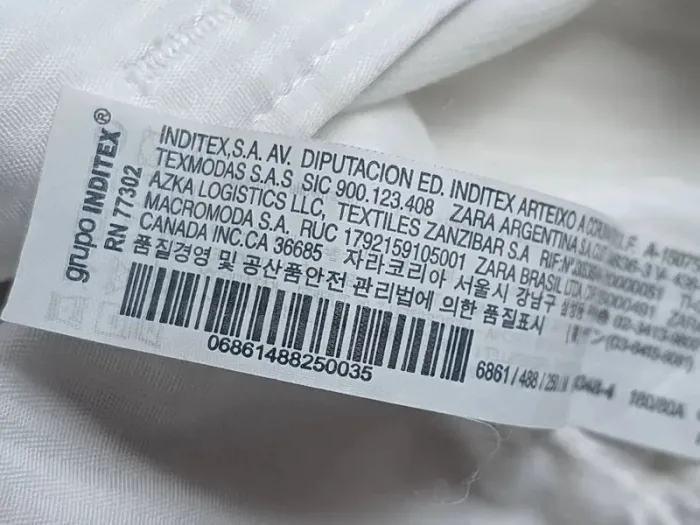 grupo INDITEX®
RN 77302
INDITEX,S.A. AV. DIPUTACION ED. INDITEX ARTEIXO A
TEXMODAS S.A.S SIC 900.123.408 ZARA ARGENTINA
AZKA LOGISTICS LLC, TEXTILES ZANZIBAR S.A RIF:Nº
MACROMODA S.A. RUC 1792159105001 ZARA BRASIL LTDA
CANADA INC.CA 36685 자라코리아 서울시 강남구
품질경영 및 공산품안전 관리법에 의한 품질표시
06861488250035
6861/488/250